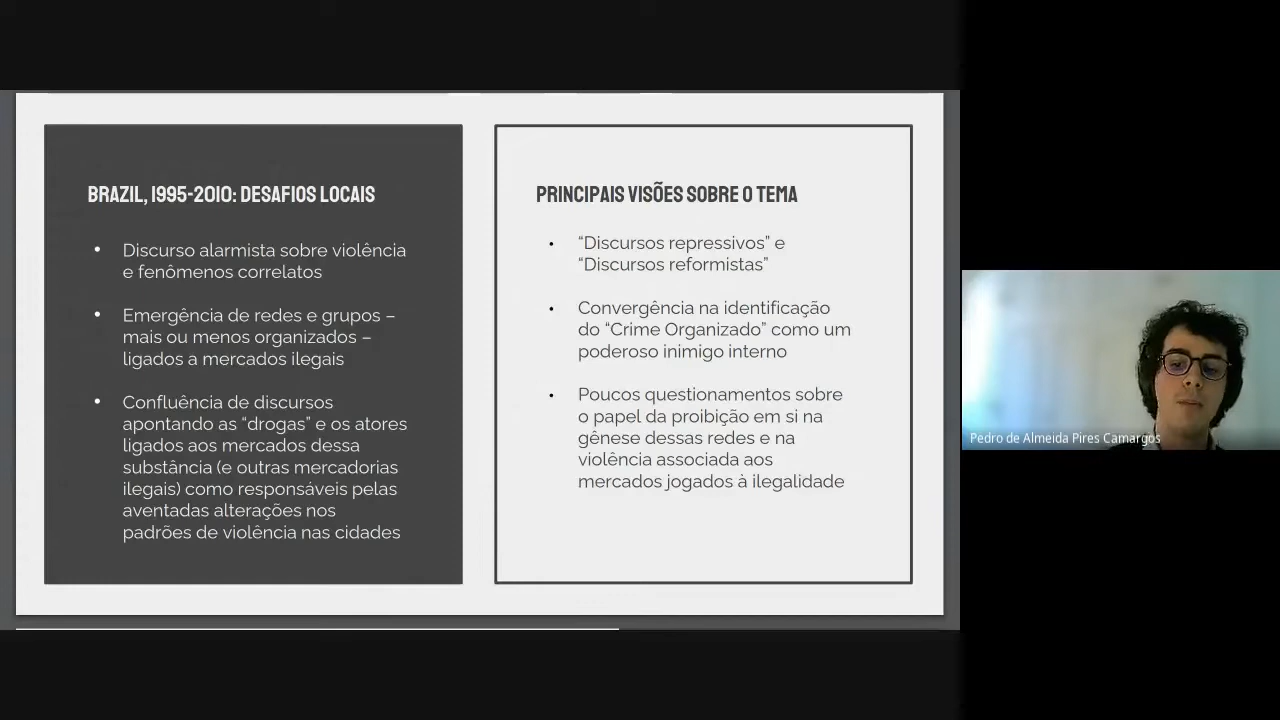 BRAZIL, 1995-2010: DESAFIOS LOCAIS
• Discurso alarmista sobre violência
e fenômenos correlatos
• Emergência de redes e grupos –
mais ou menos organizados –
ligados a mercados ilegais
• Confluência de discursos
apontando as “drogas” e os atores
ligados aos mercados dessa
substância (e outras mercadorias
ilegais) como responsáveis pelas
aventadas alterações nos
padrões de violência nas cidades
PRINCIPAIS VISÕES SOBRE O TEMA
• “Discursos repressivos” e
“Discursos reformistas”
• Convergência na identificação
do “Crime Organizado” como um
poderoso inimigo interno
• Poucos questionamentos sobre
o papel da proibição em si na
gênese dessas redes e na
violência associada aos
mercados jogados à ilegalidade
Pedro de Almeida Pires Camargos